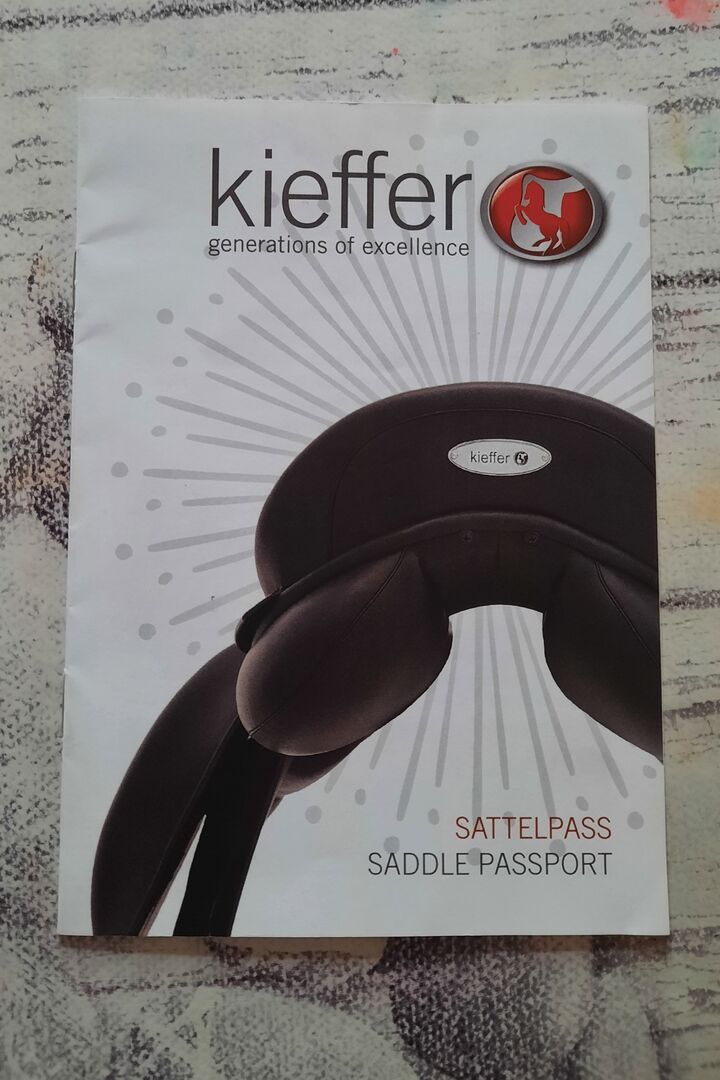 kieffer
generations of excellence
kieffer
SATTELPASS
SADDLE PASSPORT